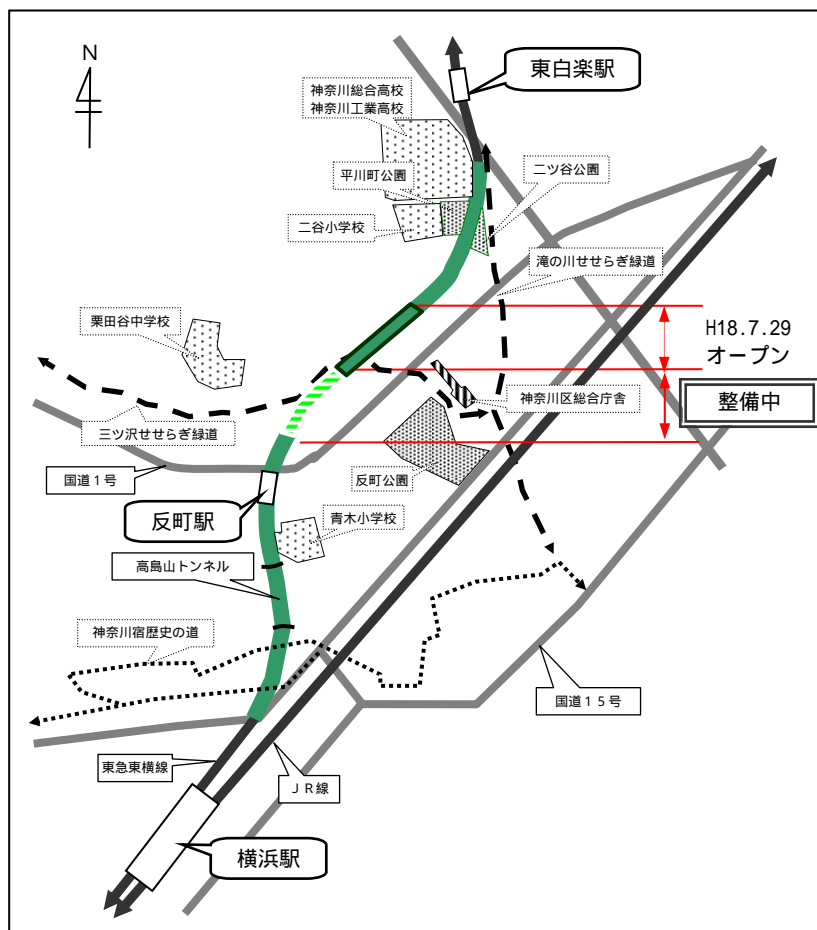 N
東白楽駅
神奈川総合高校
神奈川工業高校
平川町公園
二ツ谷公園
二谷小学校
滝の川せせらぎ緑道
栗田谷中学校
H18.7.29
オープン
神奈川区総合庁舎
整備中
三ツ沢せせらぎ緑道
国道1号
反町公園
反町駅
青木小学校
高島山トンネル
神奈川宿歴史の道
国道15号
東急東横線
JR線
横浜駅